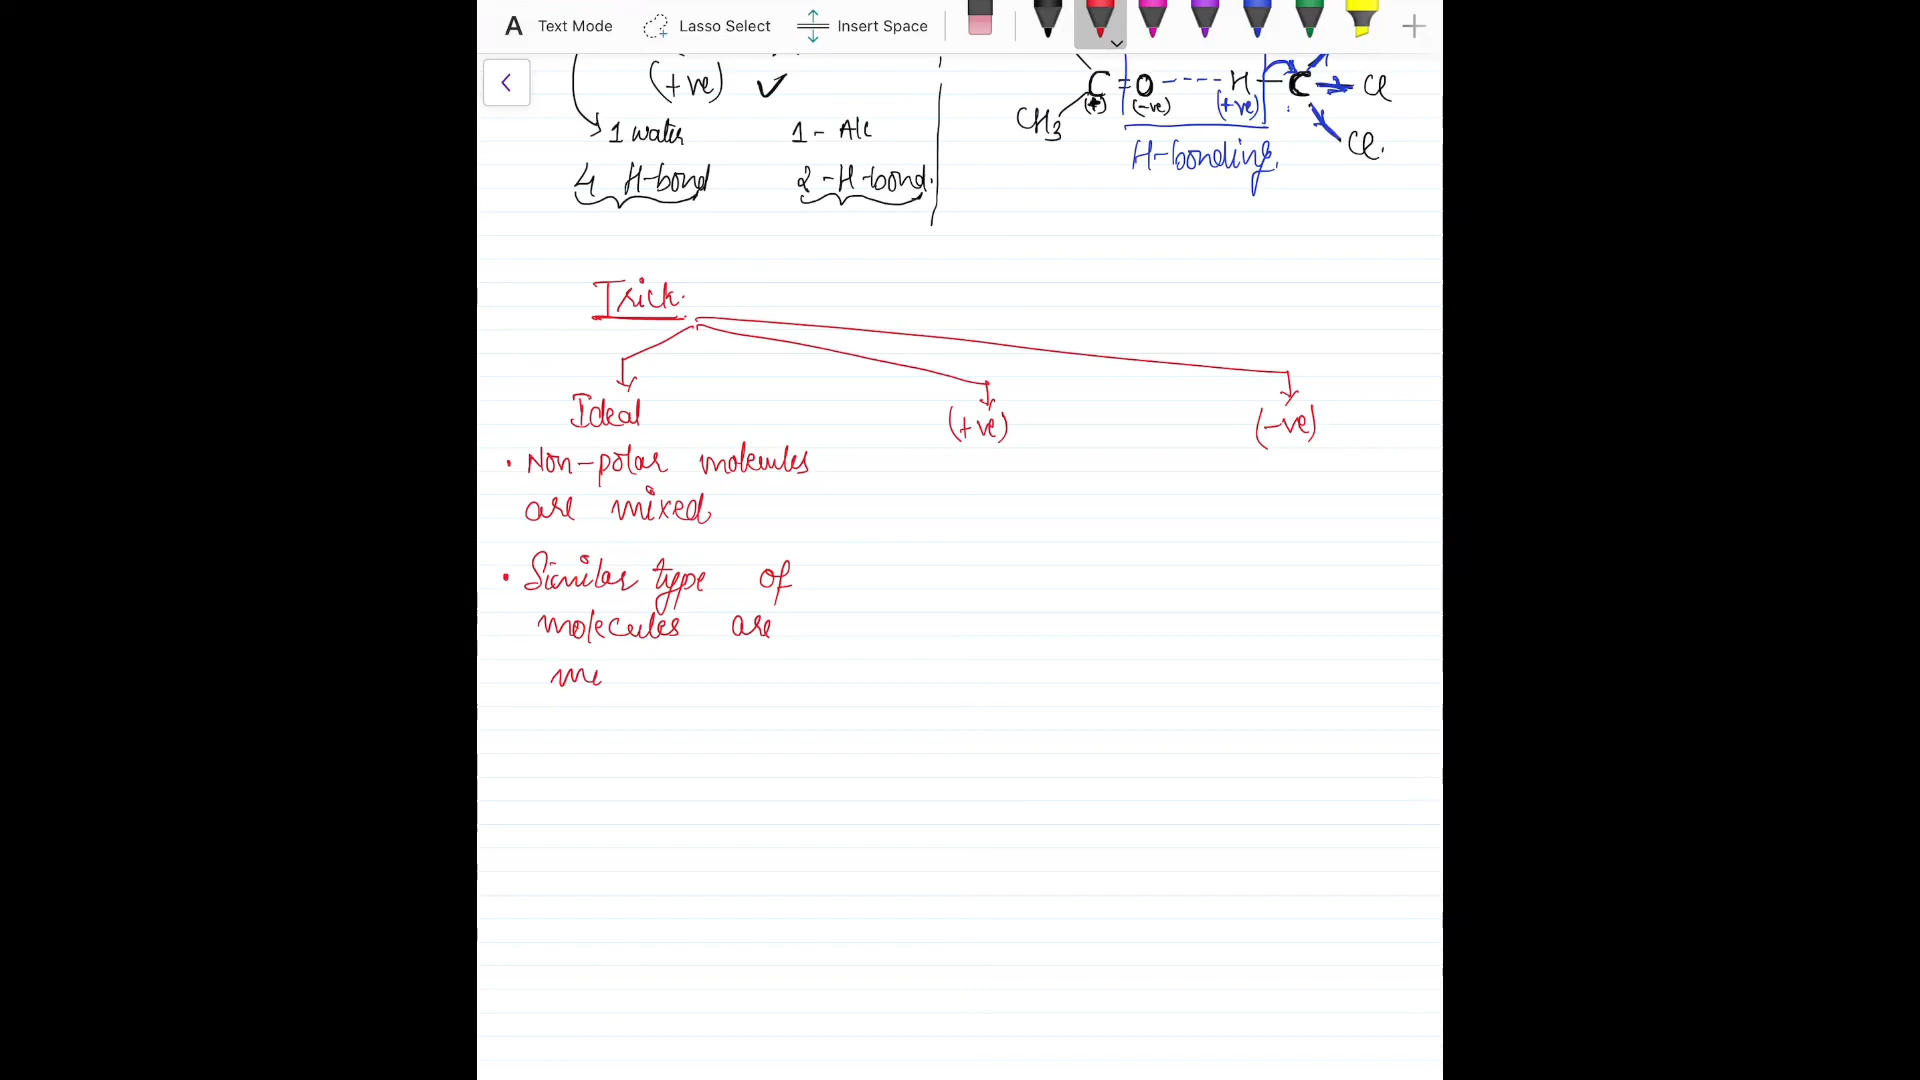 A Text Mode Lasso Select Insert Space
(+ve) ✓
1 water 1 - Alc
4 H-bond 2 - H-bond.
C = O ---- H — C Cl
(+) (-ve) (+ve)
CH3 Cl.
H-bonding.
Trick.
Ideal (+ve) (-ve)
• Non-polar molecules
are mixed
• Similar type of
molecules are